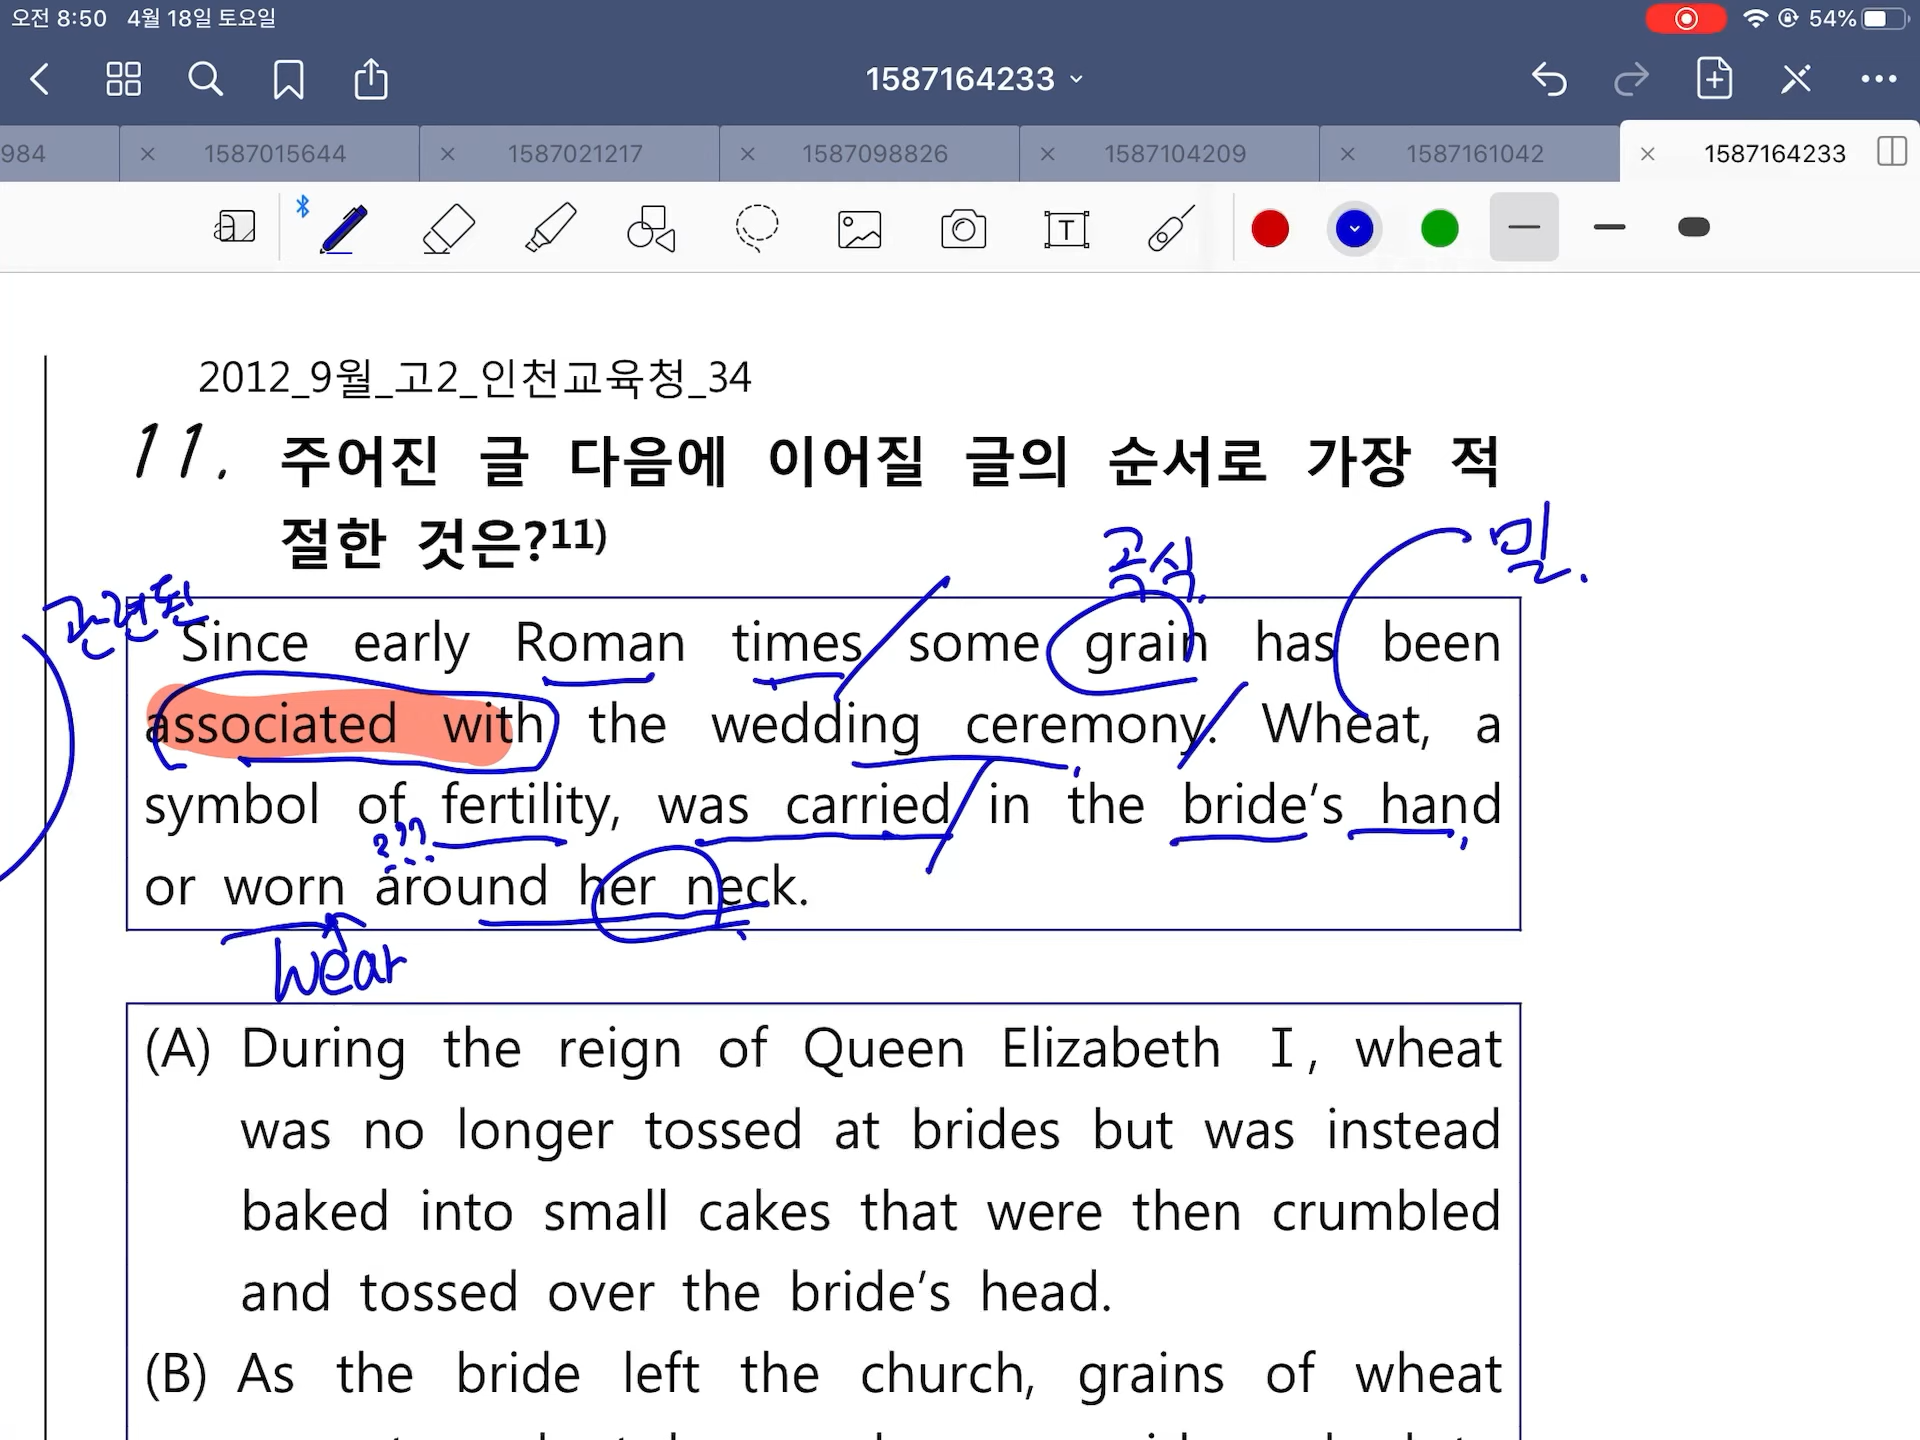 오전 8:50 4월 18일 토요일 54%
1587164233
984 1587015644 1587021217 1587098826 1587104209 1587161042 1587164233
2012_9월_고2_인천교육청_34
11. 주어진 글 다음에 이어질 글의 순서로 가장 적
절한 것은?11)
곡식, 밀.
관련된
Since early Roman times some grain has been
associated with the wedding ceremony. Wheat, a
symbol of fertility, was carried in the bride's hand
???
or worn around her neck.
wear
(A) During the reign of Queen Elizabeth Ⅰ, wheat
was no longer tossed at brides but was instead
baked into small cakes that were then crumbled
and tossed over the bride's head.
(B) As the bride left the church, grains of wheat